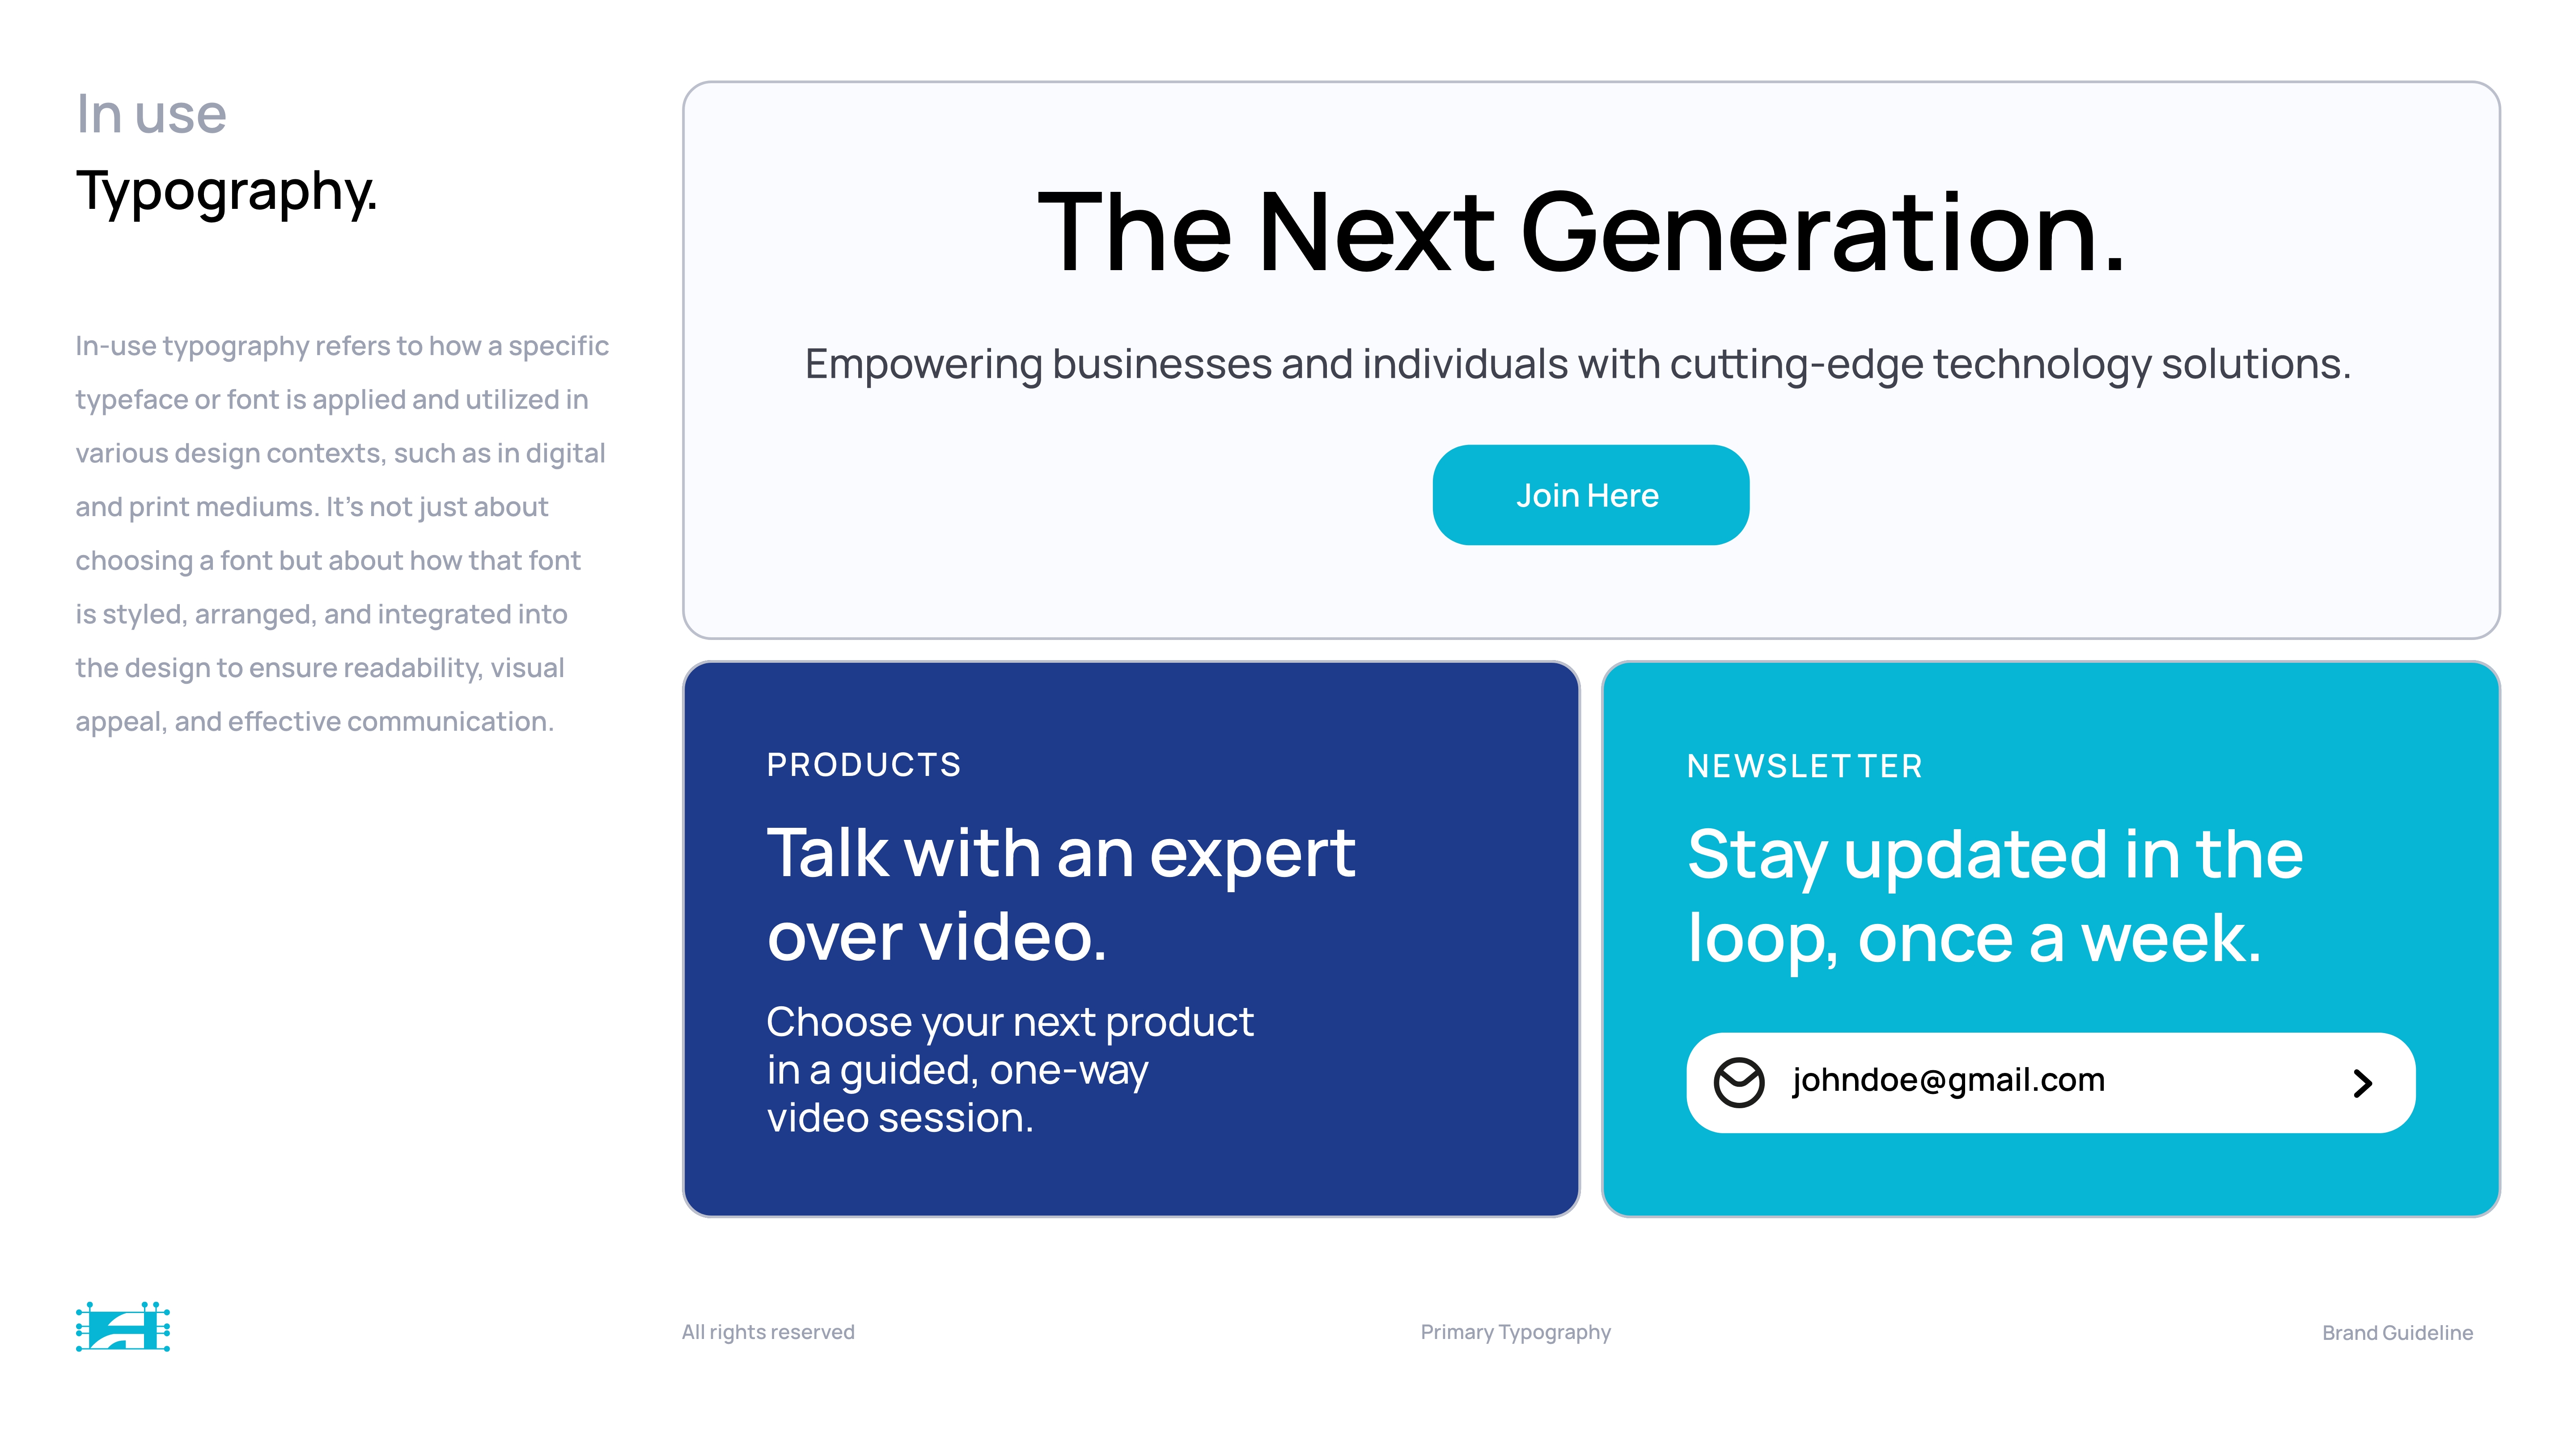 In use
Typography.
In-use typography refers to how a specific
typeface or font is applied and utilized in
various design contexts, such as in digital
and print mediums. It's not just about
choosing a font but about how that font
is styled, arranged, and integrated into
the design to ensure readability, visual
appeal, and effective communication.
The Next Generation.
Empowering businesses and individuals with cutting-edge technology solutions.
Join Here
PRODUCTS
Talk with an expert
over video.
Choose your next product
in a guided, one-way
video session.
NEWSLETTER
Stay updated in the
loop, once a week.
johndoe@gmail.com
All rights reserved
Primary Typography
Brand Guideline